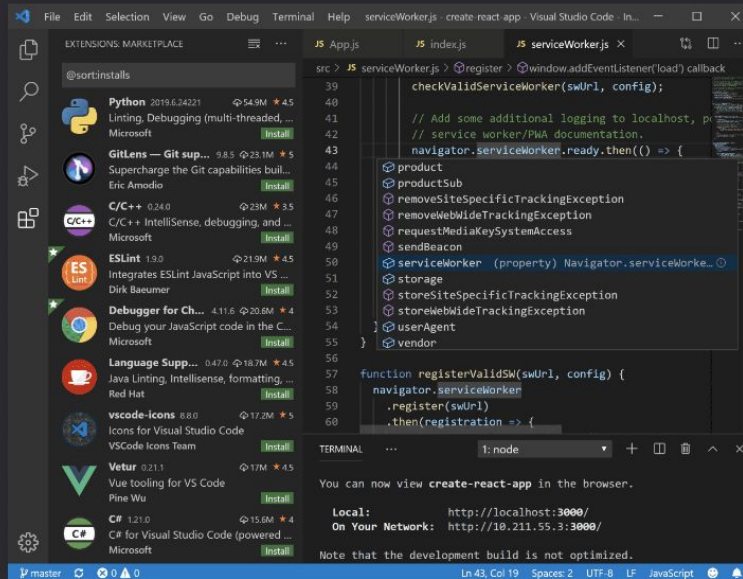 File Edit Selection View Go Debug Terminal Help serviceWorker.js - create-react-app - Visual Studio Code - In...
EXTENSIONS: MARKETPLACE
@sort:installs
Python 2019.6.24221 54.9M ★ 4.5
Linting, Debugging (multi-threaded, ...
Microsoft Install
GitLens — Git sup... 9.8.5 23.1M ★ 5
Supercharge the Git capabilities buil...
Eric Amodio Install
C/C++ 0.24.0 23M ★ 3.5
C/C++
C/C++ IntelliSense, debugging, and ...
Microsoft Install
ESLint 1.9.0 21.9M ★ 4.5
ES
Lint
Integrates ESLint JavaScript into VS ...
Dirk Baeumer Install
Debugger for Ch... 4.11.6 20.6M ★ 4
Debug your JavaScript code in the C...
Microsoft Install
Language Supp... 0.47.0 18.7M ★ 4.5
Java Linting, Intellisense, formatting, ...
Red Hat Install
vscode-icons 8.8.0 17.2M ★ 5
Icons for Visual Studio Code
VSCode Icons Team Install
Vetur 0.21.1 17M ★ 4.5
Vue tooling for VS Code
Pine Wu Install
C# 1.21.0 15.6M ★ 4
C#
C# for Visual Studio Code (powered ...
Microsoft Install
JS App.js JS index.js JS serviceWorker.js
src > JS serviceWorker.js > register > window.addEventListener('load') callback
39 checkValidServiceWorker(swUrl, config);
40
41 // Add some additional logging to localhost, po
42 // service worker/PWA documentation.
43 navigator.serviceWorker.ready.then(() => {
44 product
45 productSub
46 removeSiteSpecificTrackingException
47 removeWebWideTrackingException
48 requestMediaKeySystemAccess
49 sendBeacon
50 serviceWorker (property) Navigator.serviceWorke...
51 storage
52 storeSiteSpecificTrackingException
53 storeWebWideTrackingException
54 } userAgent
55 } vendor
56
57 function registerValidSW(swUrl, config) {
58 navigator.serviceWorker
59 .register(swUrl)
60 .then(registration => {
TERMINAL ... 1: node
You can now view create-react-app in the browser.
Local: http://localhost:3000/
On Your Network: http://10.211.55.3:3000/
Note that the development build is not optimized.
master 0 0 Ln 43, Col 19 Spaces: 2 UTF-8 LF JavaScript